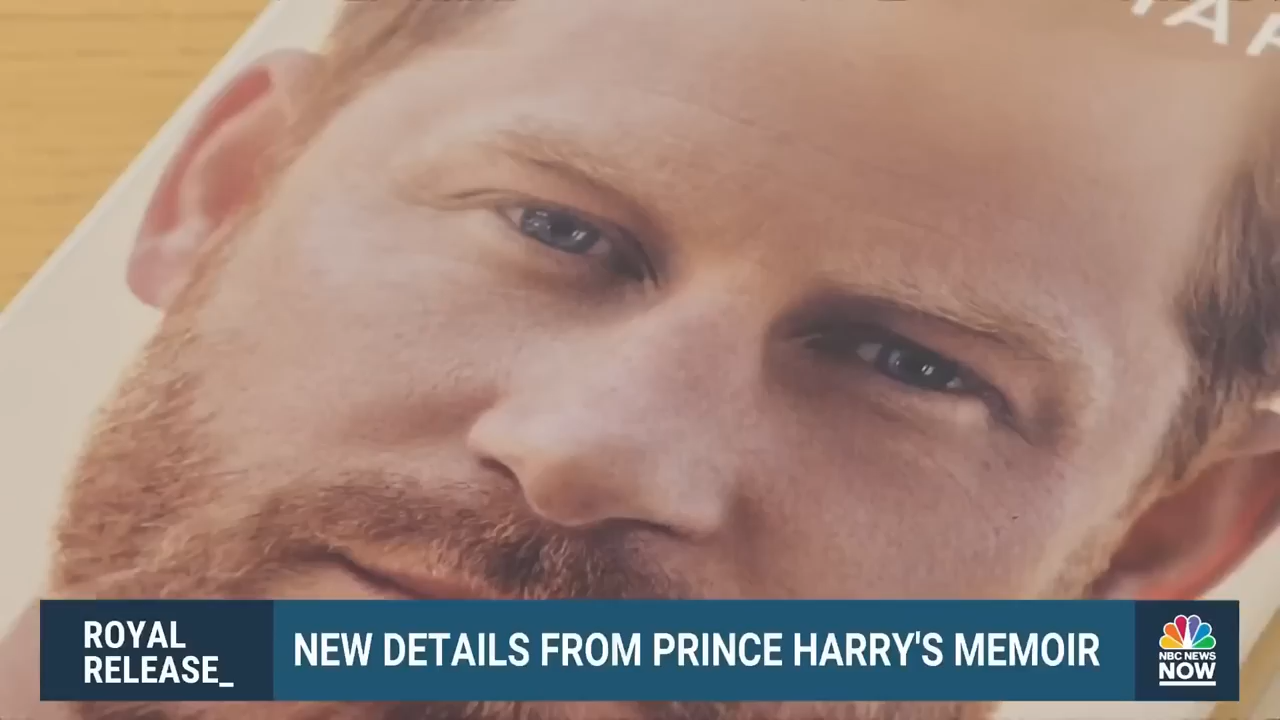 ROYAL
RELEASE_
NEW DETAILS FROM PRINCE HARRY'S MEMOIR
NBC NEWS
NOW